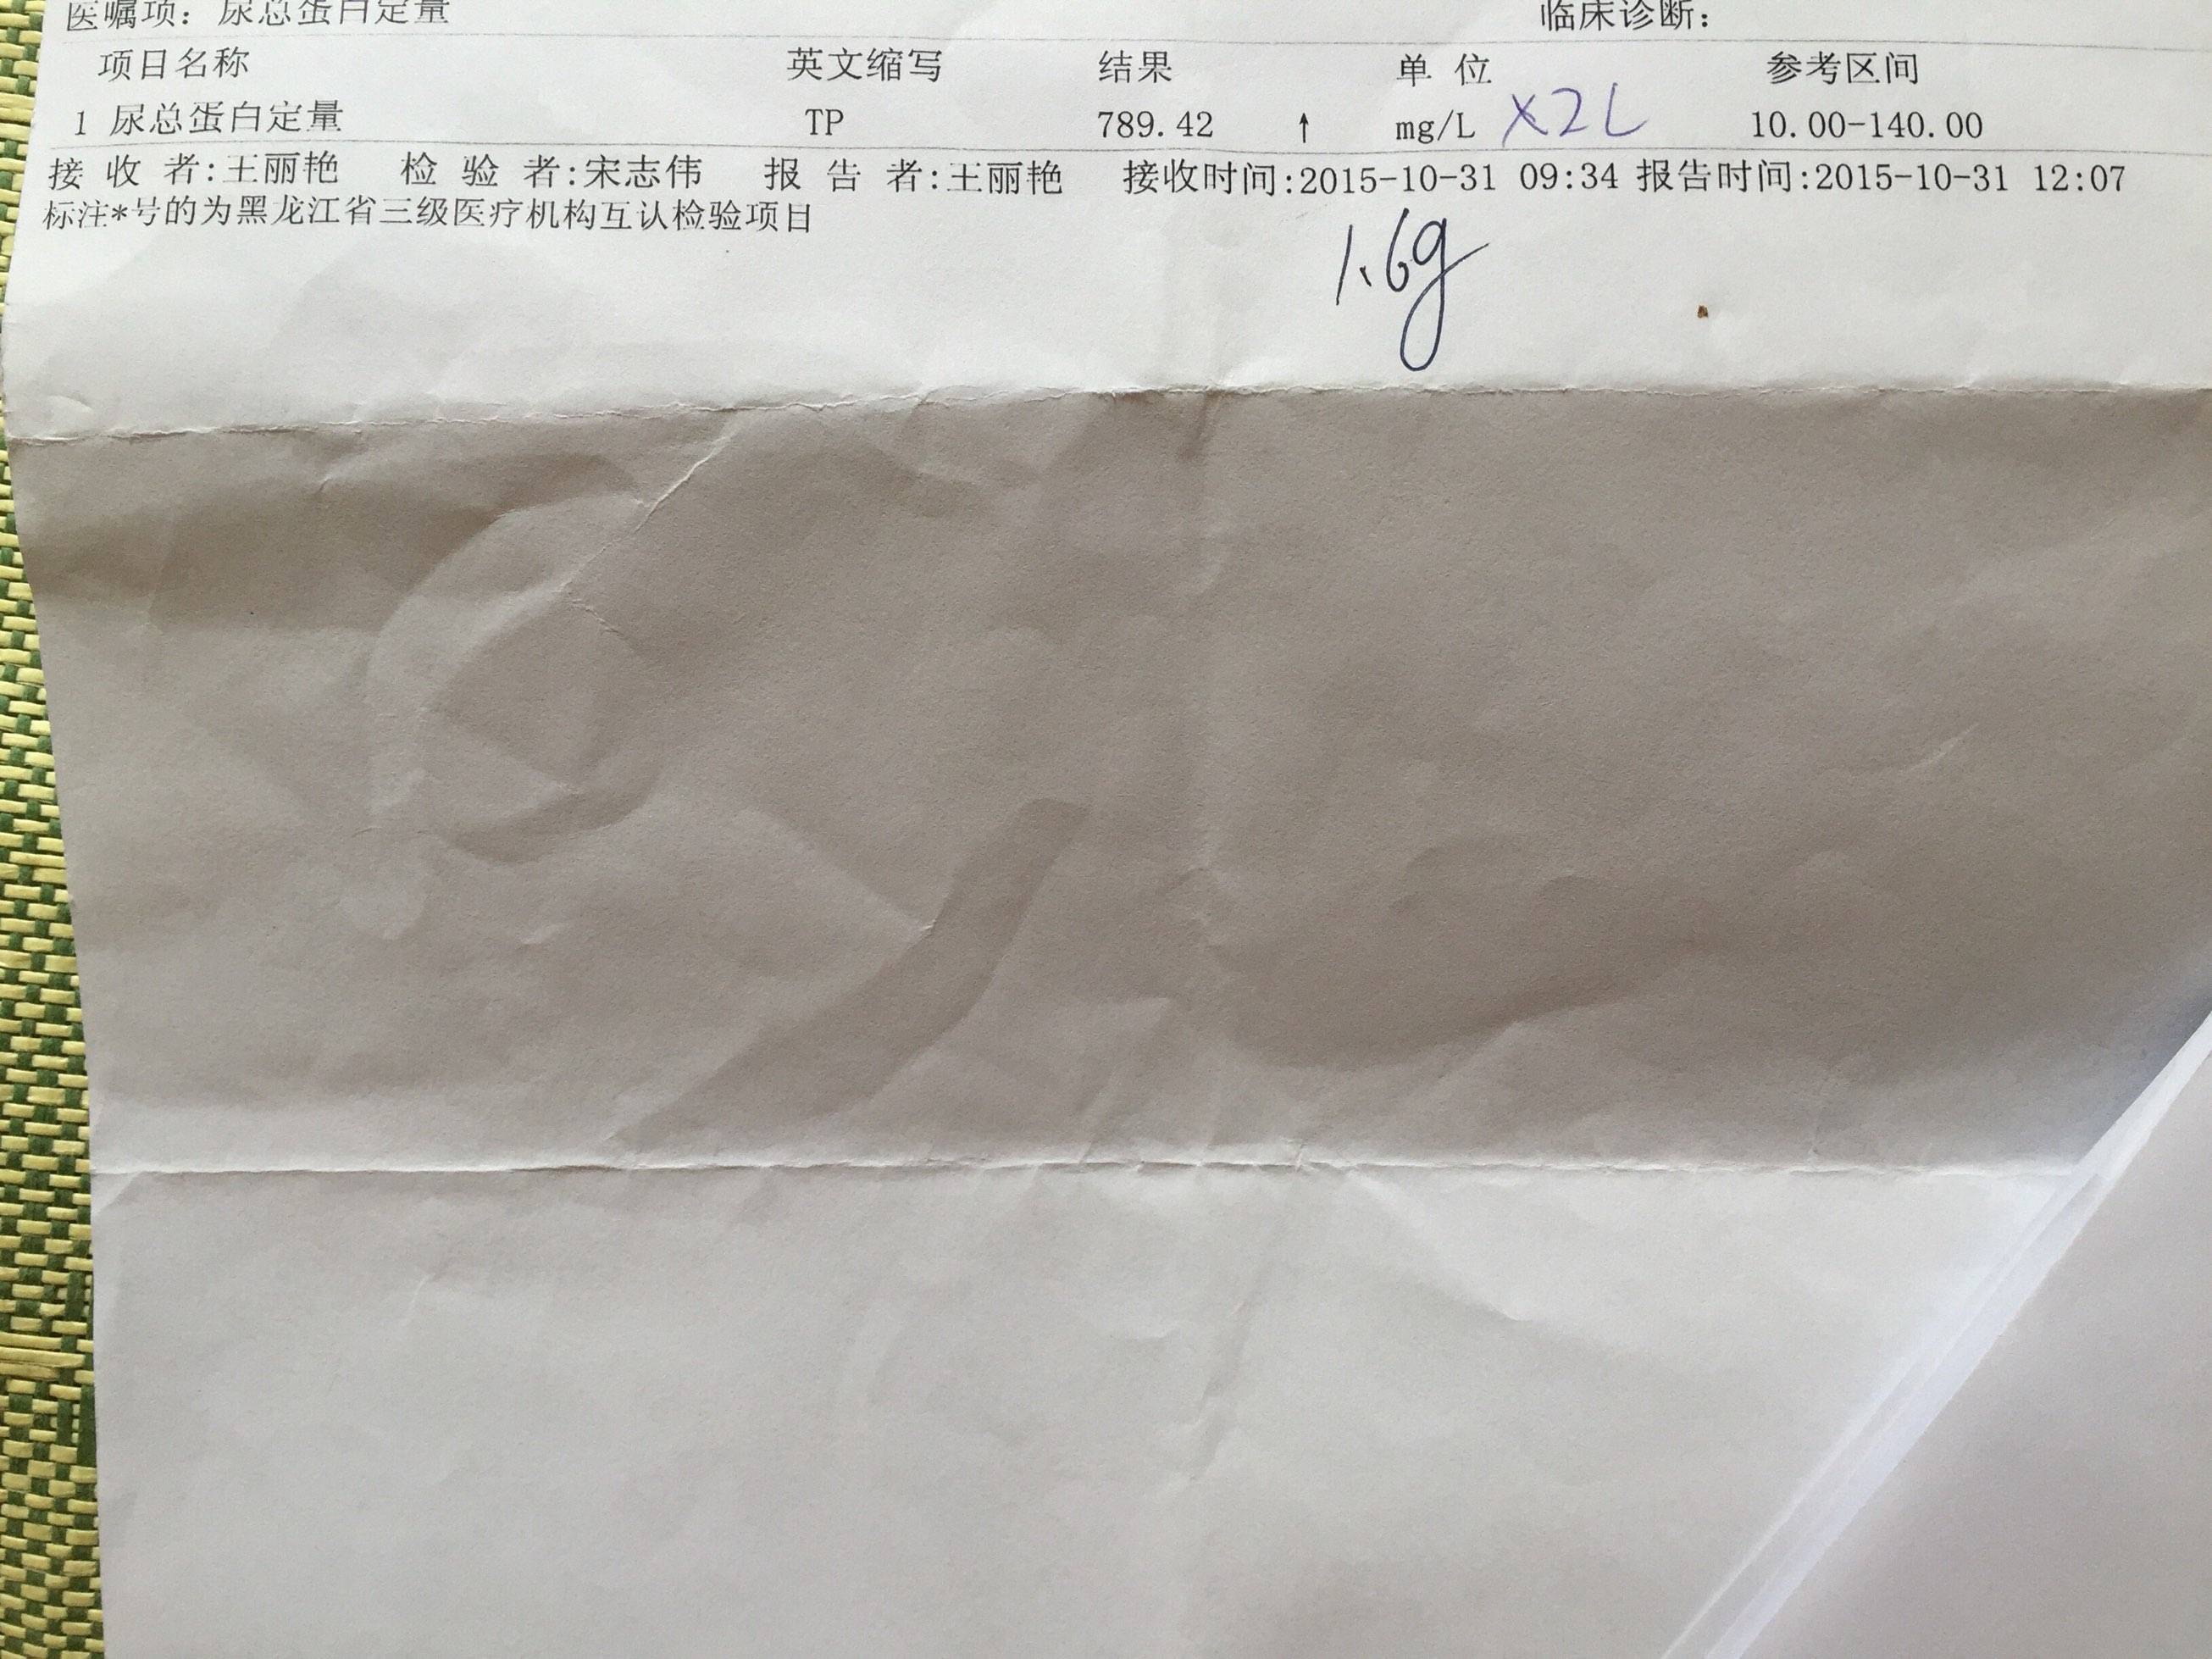 医嘱项: 尿总蛋白定量 临床诊断:
项目名称 英文缩写 结果 单 位 参考区间
1 尿总蛋白定量 TP 789.42 ↑ mg/L ×2L 10.00-140.00
接 收 者:王丽艳 检 验 者:宋志伟 报 告 者:王丽艳 接收时间:2015-10-31 09:34 报告时间:2015-10-31 12:07
标注*号的为黑龙江省三级医疗机构互认检验项目
1.6g